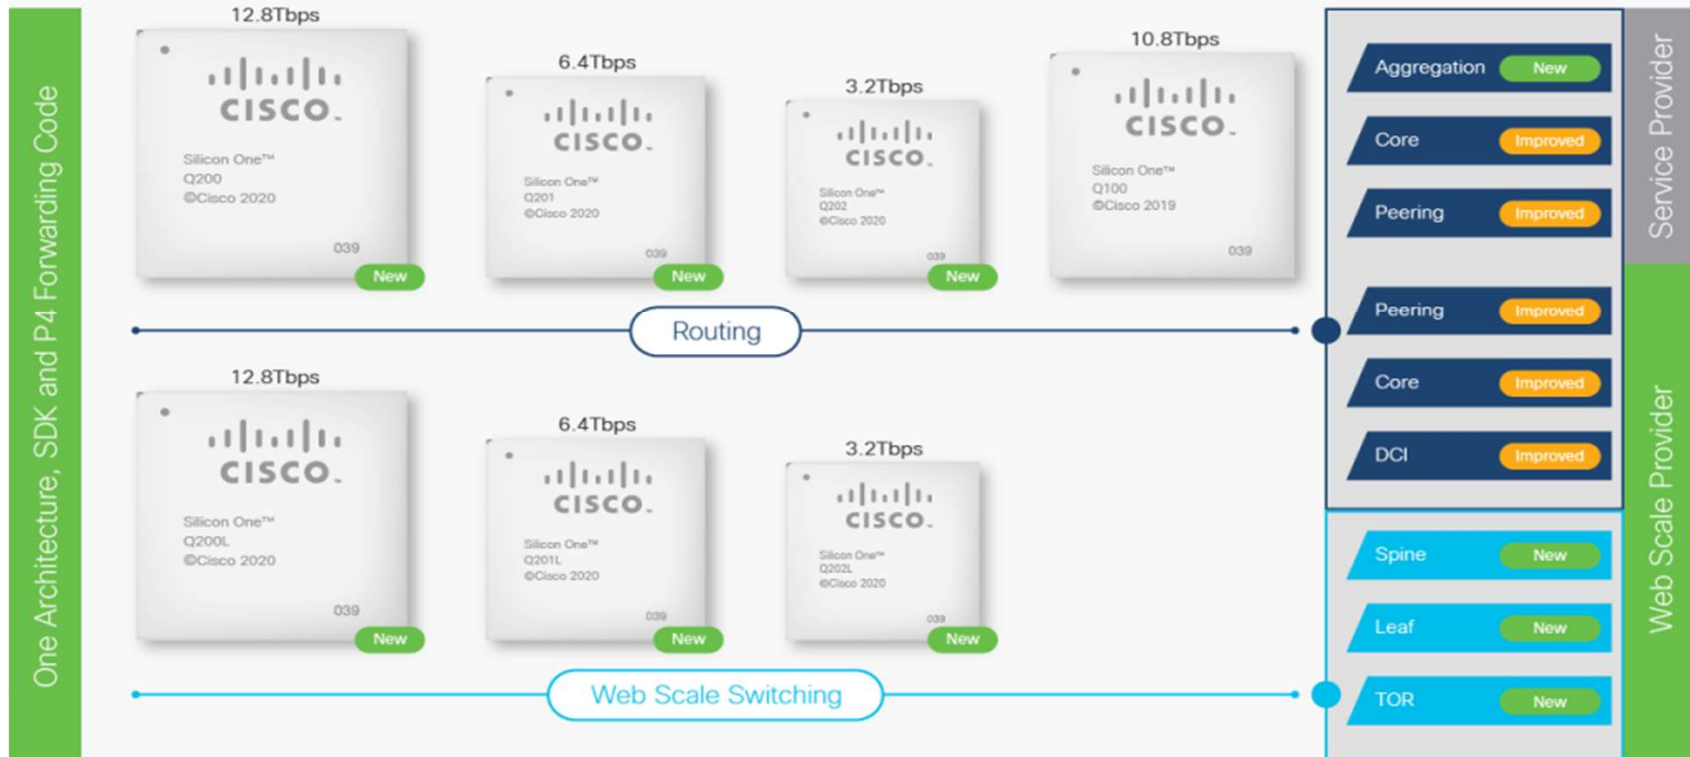 One Architecture, SDK and P4 Forwarding Code
12.8Tbps
CISCO
Silicon One™
Q200
©Cisco 2020
039
New
6.4Tbps
CISCO
Silicon One™
Q201
©Cisco 2020
039
New
3.2Tbps
CISCO
Silicon One™
Q202
©Cisco 2020
039
New
10.8Tbps
CISCO
Silicon One™
Q100
©Cisco 2019
039
Routing
12.8Tbps
CISCO
Silicon One™
Q200L
©Cisco 2020
039
New
6.4Tbps
CISCO
Silicon One™
Q201L
©Cisco 2020
039
New
3.2Tbps
CISCO
Silicon One™
Q202L
©Cisco 2020
039
New
Web Scale Switching
Aggregation New
Core Improved
Peering Improved
Peering Improved
Core Improved
DCI Improved
Spine New
Leaf New
TOR New
Service Provider
Web Scale Provider